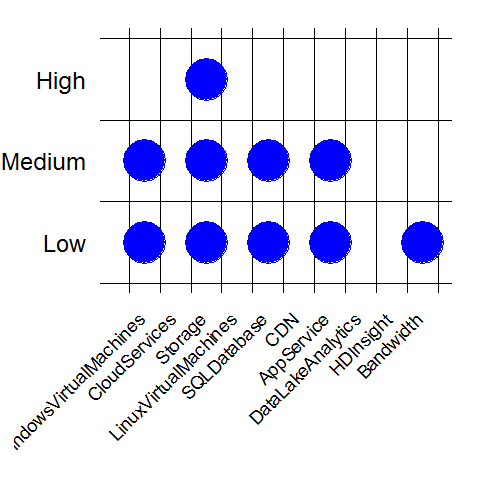 High
Medium
Low
ndowsVirtualMachines
CloudServices
Storage
LinuxVirtualMachines
SQLDatabase
CDN
AppService
DataLakeAnalytics
HDInsight
Bandwidth